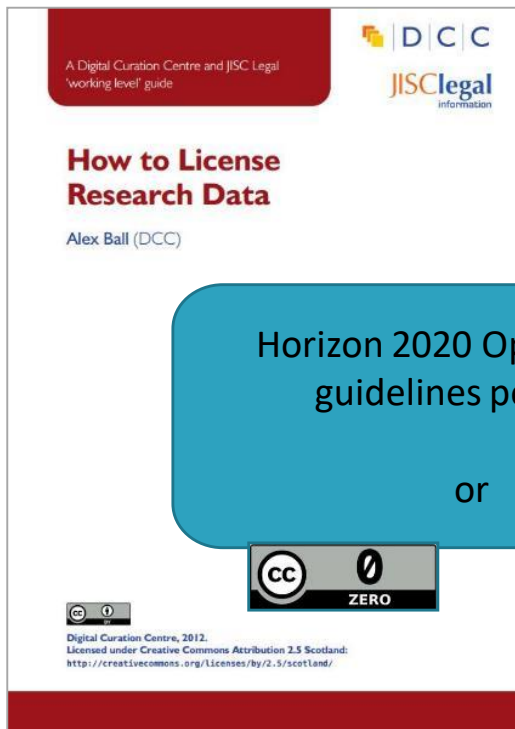 A Digital Curation Centre and JISC Legal
'working level' guide
D|C|C
JISClegal
information
How to License
Research Data
Alex Ball (DCC)
Horizon 2020 Op
guidelines p
or
cc 0
ZERO
cc
BY
Digital Curation Centre, 2012.
Licensed under Creative Commons Attribution 2.5 Scotland:
http://creativecommons.org/licenses/by/2.5/scotland/